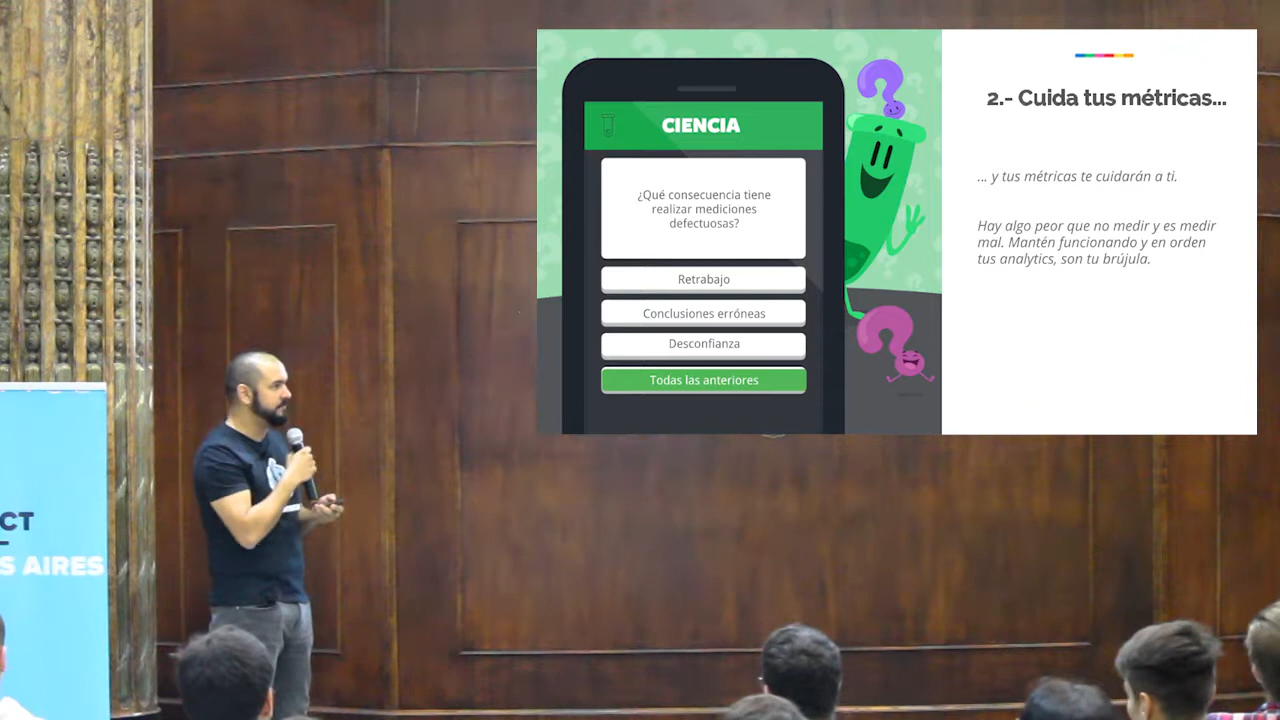 CIENCIA
¿Qué consecuencia tiene
realizar mediciones
defectuosas?
Retrabajo
Conclusiones erróneas
Desconfianza
Todas las anteriores
2.- Cuida tus métricas...
... y tus métricas te cuidarán a ti.
Hay algo peor que no medir y es medir
mal. Mantén funcionando y en orden
tus analytics, son tu brújula.
CT
S AIRES